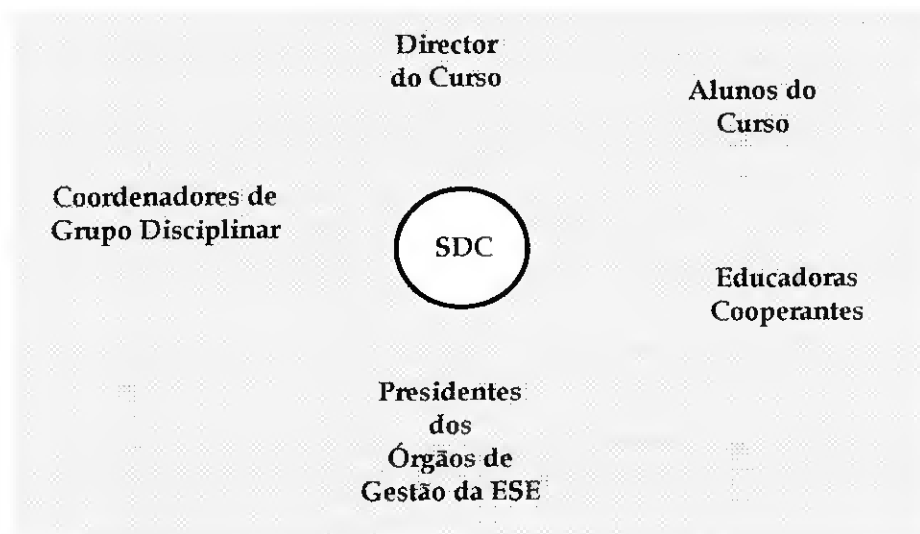 Director
do Curso
Alunos do
Curso
Coordenadores de
Grupo Disciplinar
SDC
Educadoras
Cooperantes
Presidentes
dos
Órgãos de
Gestão da ESE